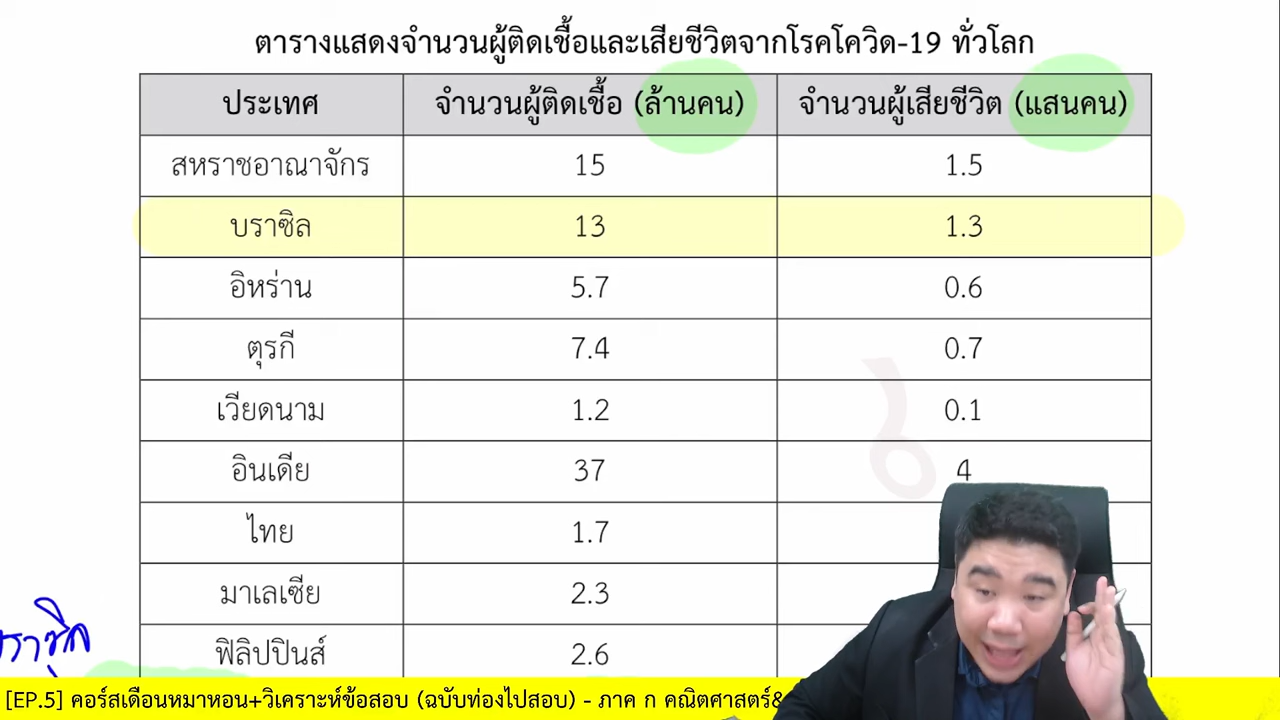 ตารางแสดงจำนวนผู้ติดเชื้อและเสียชีวิตจากโรคโควิด-19 ทั่วโลก
ประเทศ จำนวนผู้ติดเชื้อ (ล้านคน) จำนวนผู้เสียชีวิต (แสนคน)
สหราชอาณาจักร 15 1.5
บราซิล 13 1.3
อิหร่าน 5.7 0.6
ตุรกี 7.4 0.7
เวียดนาม 1.2 0.1
อินเดีย 37 4
ไทย 1.7
มาเลเซีย 2.3
ฟิลิปปินส์ 2.6
[EP.5] คอร์สเดือนหมาหอน+วิเคราะห์ข้อสอบ (ฉบับท่องไปสอบ) - ภาค ก คณิตศาสตร์&